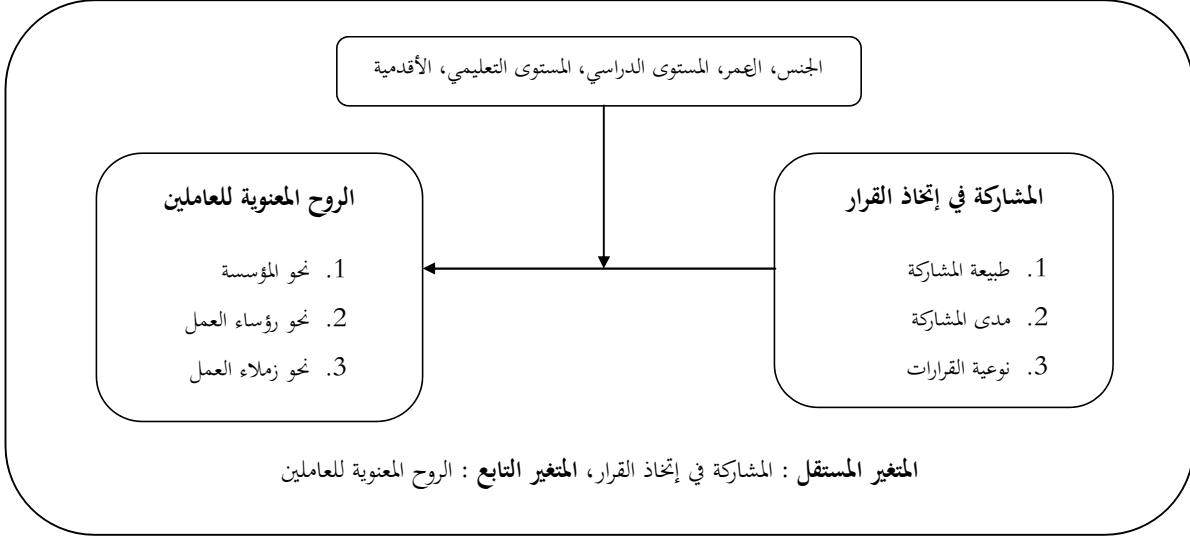 الجنس، العمر، المستوى الدراسي، المستوى التعليمي، الأقدمية
المشاركة في إتخاذ القرار
1. طبيعة المشاركة
2. مدى المشاركة
3. نوعية القرارات
الروح المعنوية للعاملين
1. نحو المؤسسة
2. نحو رؤساء العمل
3. نحو زملاء العمل
المتغير المستقل : المشاركة في إتخاذ القرار، المتغير التابع : الروح المعنوية للعاملين